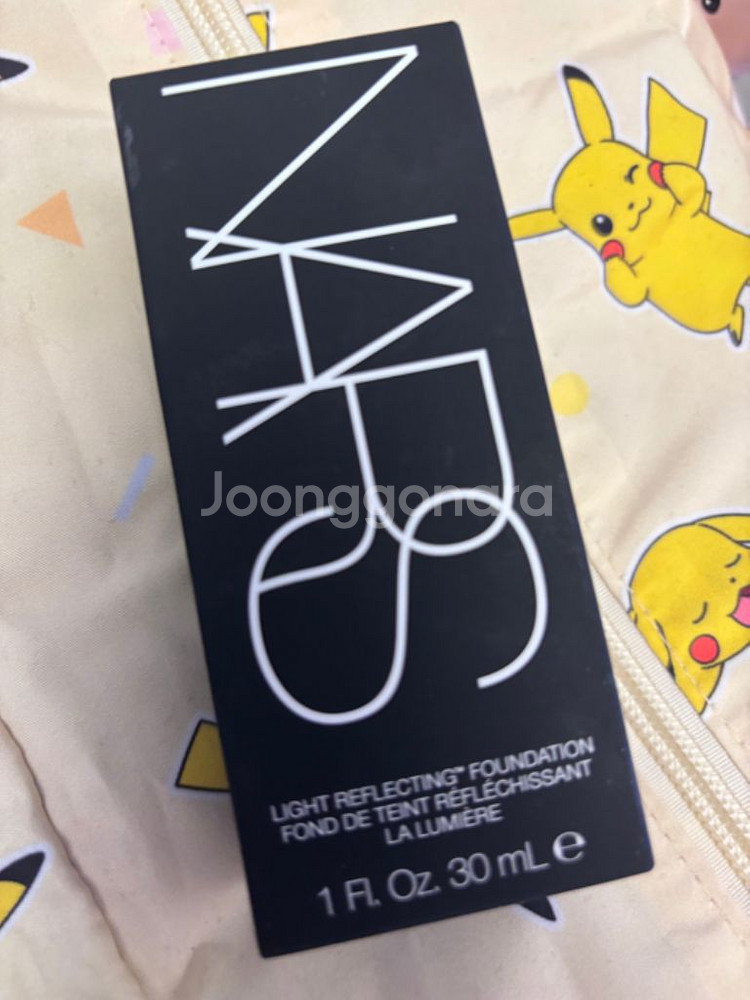 NARS
Joonggonara
LIGHT REFLECTING™ FOUNDATION
FOND DE TEINT RÉFLÉCHISSANT
LA LUMIÈRE
1 Fl. Oz. 30 mL ℮